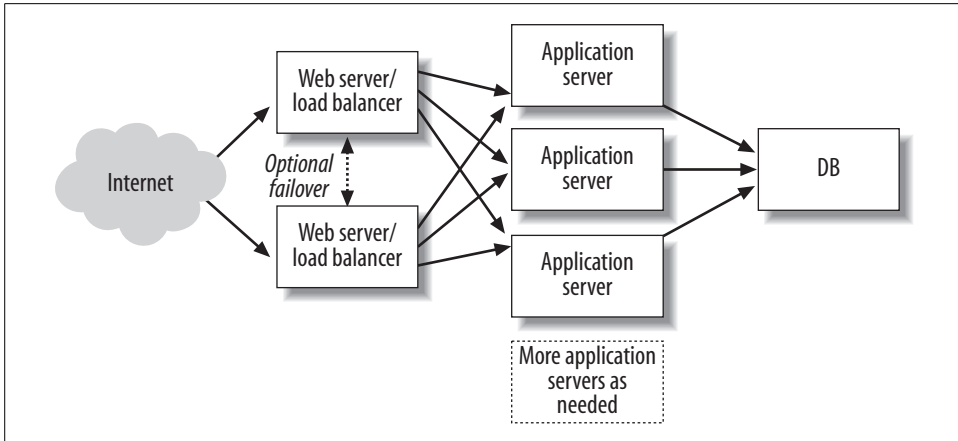 Internet
Web server/
load balancer
Optional
failover
Web server/
load balancer
Application
server
Application
server
Application
server
More application
servers as
needed
DB